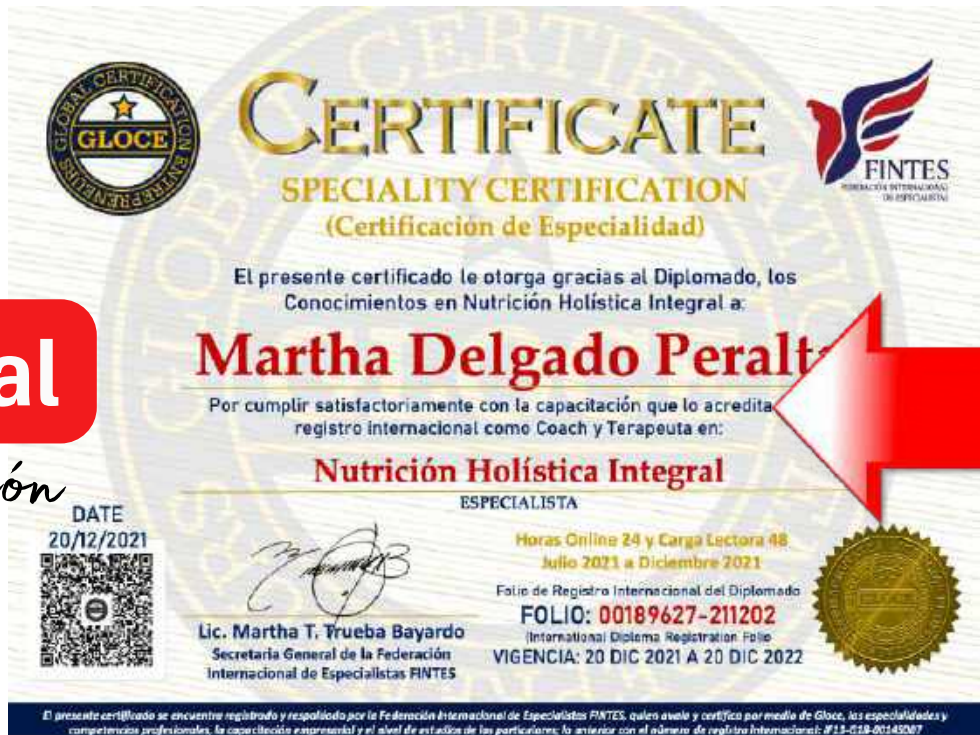 GLOBAL CERTIFICATION ENTREPRENEURS
GLOCE
CERTIFICATE
SPECIALITY CERTIFICATION
(Certificación de Especialidad)
FINTES
FEDERACIÓN INTERNACIONAL
DE ESPECIALISTAS
El presente certificado le otorga gracias al Diplomado, los
Conocimientos en Nutrición Holística Integral a:
Martha Delgado Peralt
al
Por cumplir satisfactoriamente con la capacitación que lo acredita
registro internacional como Coach y Terapeuta en:
Nutrición Holística Integral
ESPECIALISTA
ón
DATE
20/12/2021
Horas Online 24 y Carga Lectora 48
Julio 2021 a Diciembre 2021
Folio de Registro Internacional del Diplomado
FOLIO: 00189627-211202
(International Diploma Registration Folio
VIGENCIA: 20 DIC 2021 A 20 DIC 2022
Lic. Martha T. Trueba Bayardo
Secretaria General de la Federación
Internacional de Especialistas FINTES
El presente certificado se encuentra registrado y respaldado por la Federación Internacional de Especialistas FINTES, quien avala y certifica por medio de Gloce, las especialidades y
competencias profesionales, la capacitación empresarial y el nivel de estudios de los particulares; lo anterior con el número de registro internacional: